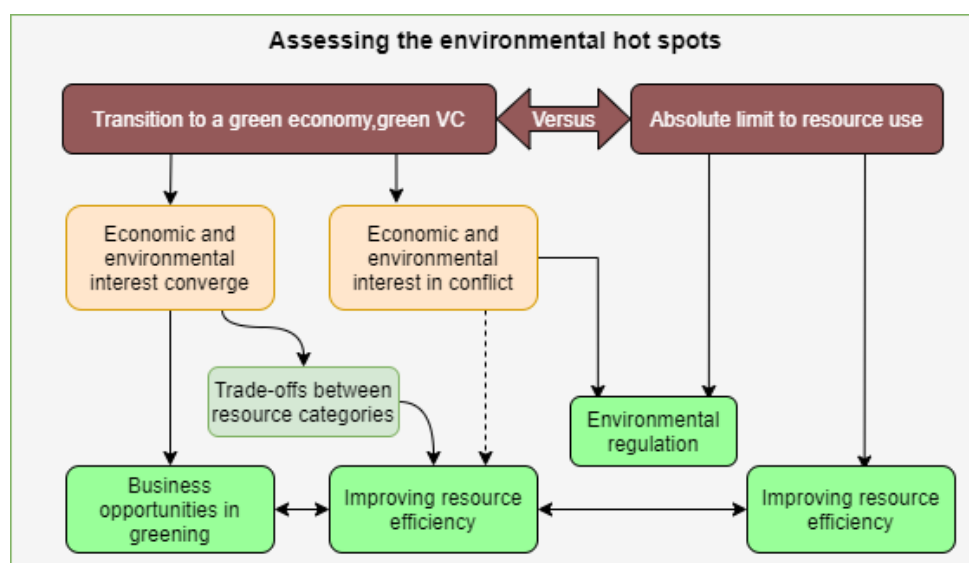 Assessing the environmental hot spots
Transition to a green economy,green VC
Versus
Absolute limit to resource use
Economic and
environmental
interest converge
Economic and
environmental
interest in conflict
Trade-offs between
resource categories
Environmental
regulation
Business
opportunities in
greening
Improving resource
efficiency
Improving resource
efficiency